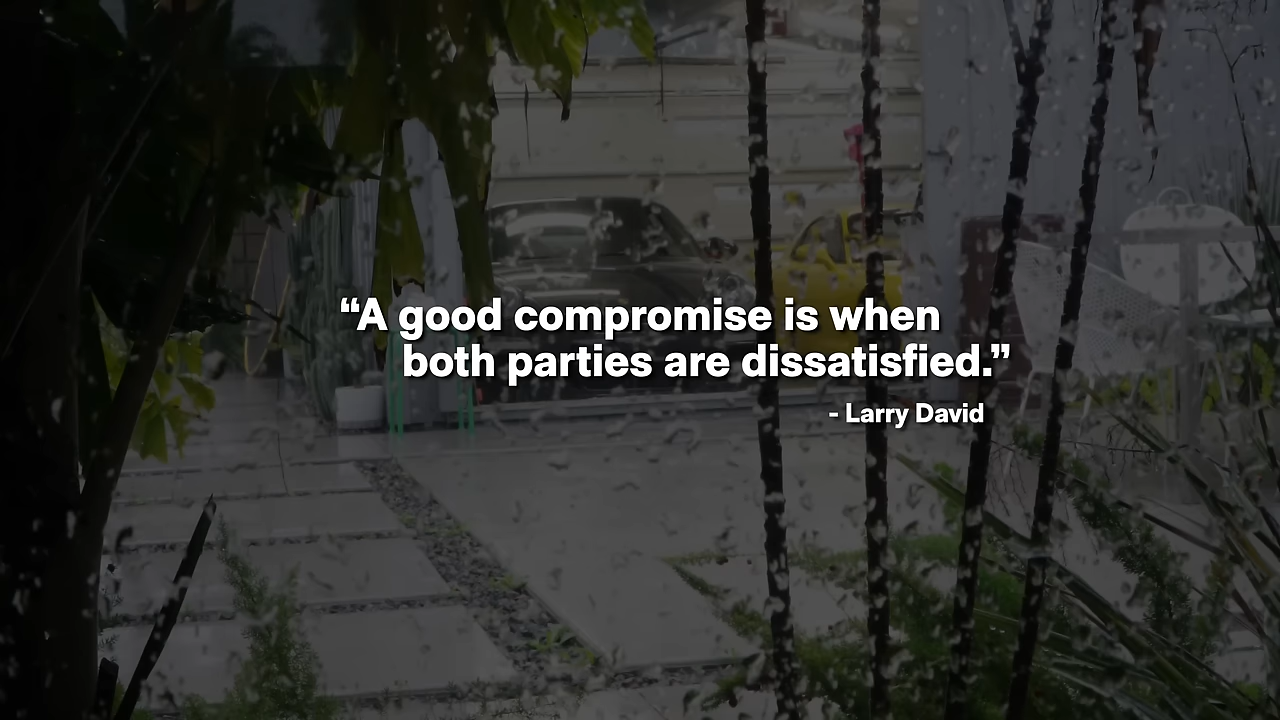 “A good compromise is when
both parties are dissatisfied.”
- Larry David